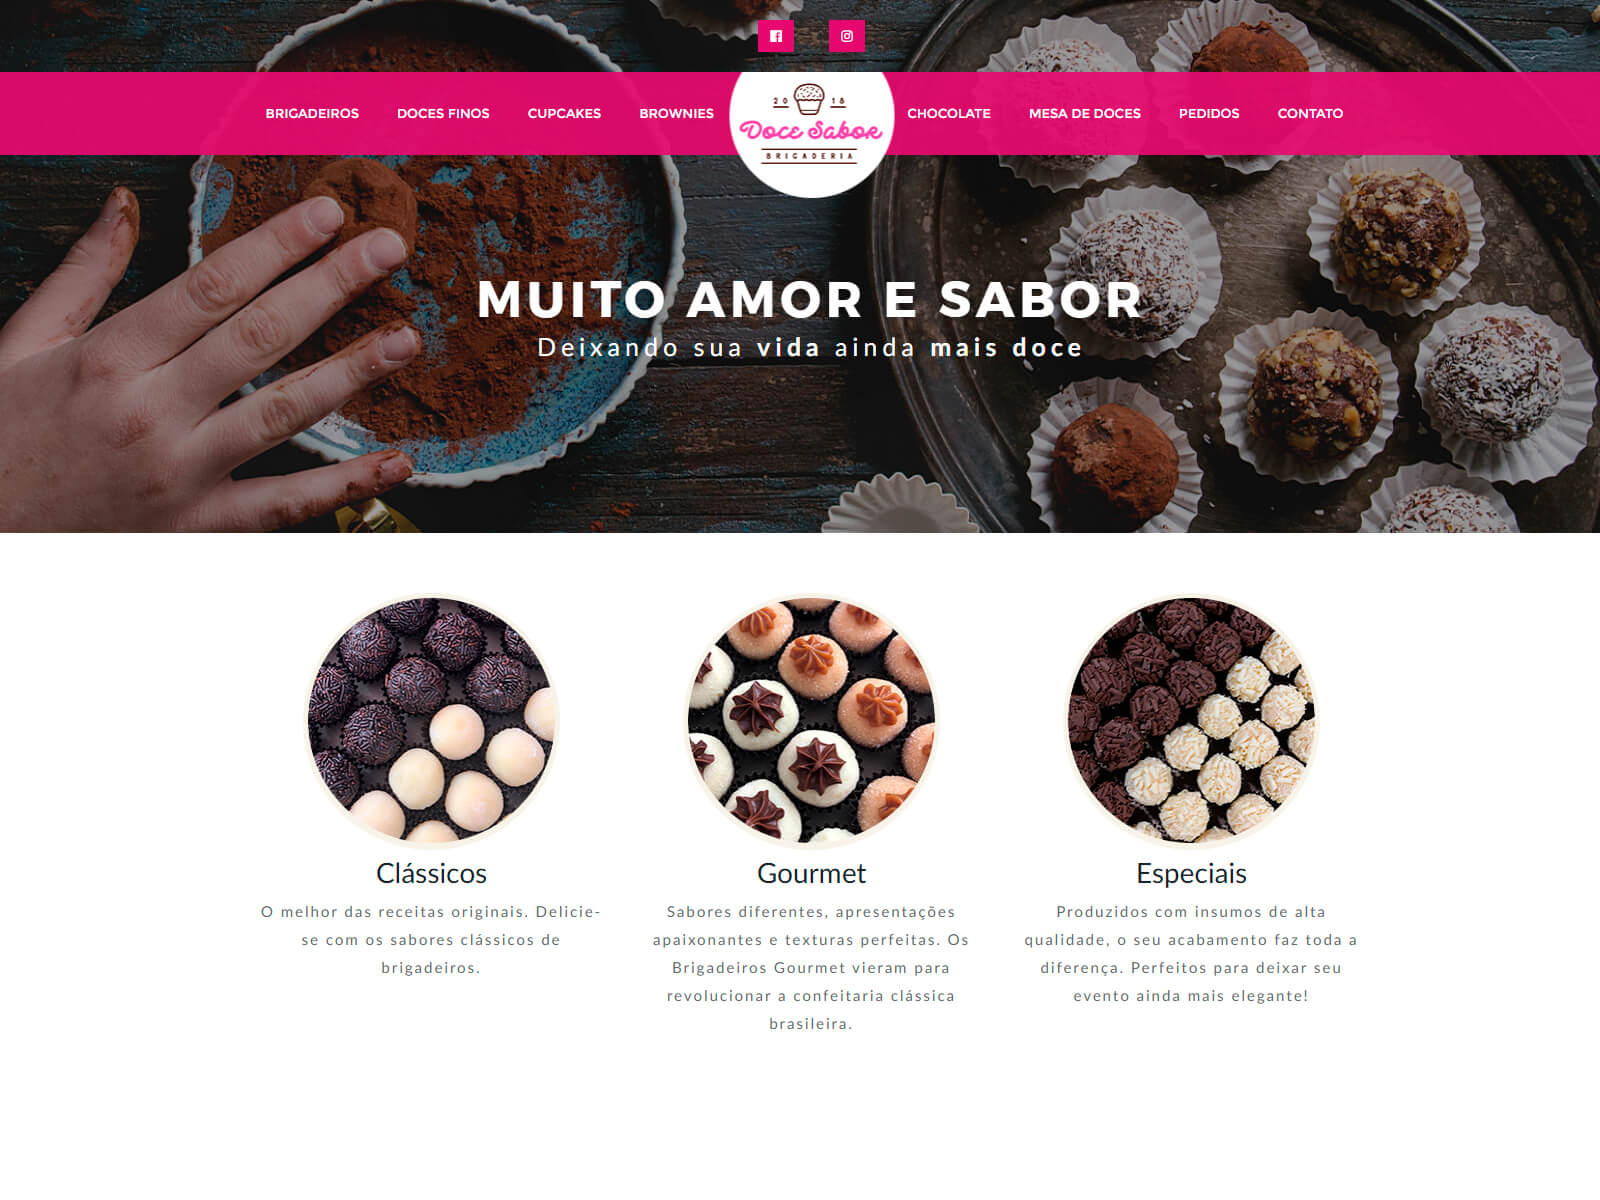 BRIGADEIROS DOCES FINOS CUPCAKES BROWNIES
2018
Doce Sabor
BRIGADERIA
CHOCOLATE MESA DE DOCES PEDIDOS CONTATO
MUITO AMOR E SABOR
Deixando sua vida ainda mais doce
Clássicos
O melhor das receitas originais. Delicie-
se com os sabores clássicos de
brigadeiros.
Gourmet
Sabores diferentes, apresentações
apaixonantes e texturas perfeitas. Os
Brigadeiros Gourmet vieram para
revolucionar a confeitaria clássica
brasileira.
Especiais
Produzidos com insumos de alta
qualidade, o seu acabamento faz toda a
diferença. Perfeitos para deixar seu
evento ainda mais elegante!